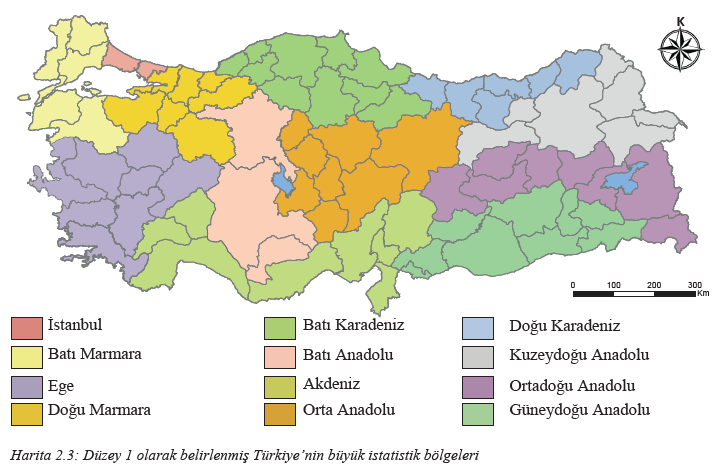 K
0 100 200 300
Km
İstanbul
Batı Marmara
Ege
Doğu Marmara
Batı Karadeniz
Batı Anadolu
Akdeniz
Orta Anadolu
Doğu Karadeniz
Kuzeydoğu Anadolu
Ortadoğu Anadolu
Güneydoğu Anadolu
Harita 2.3: Düzey 1 olarak belirlenmiş Türkiye’nin büyük istatistik bölgeleri